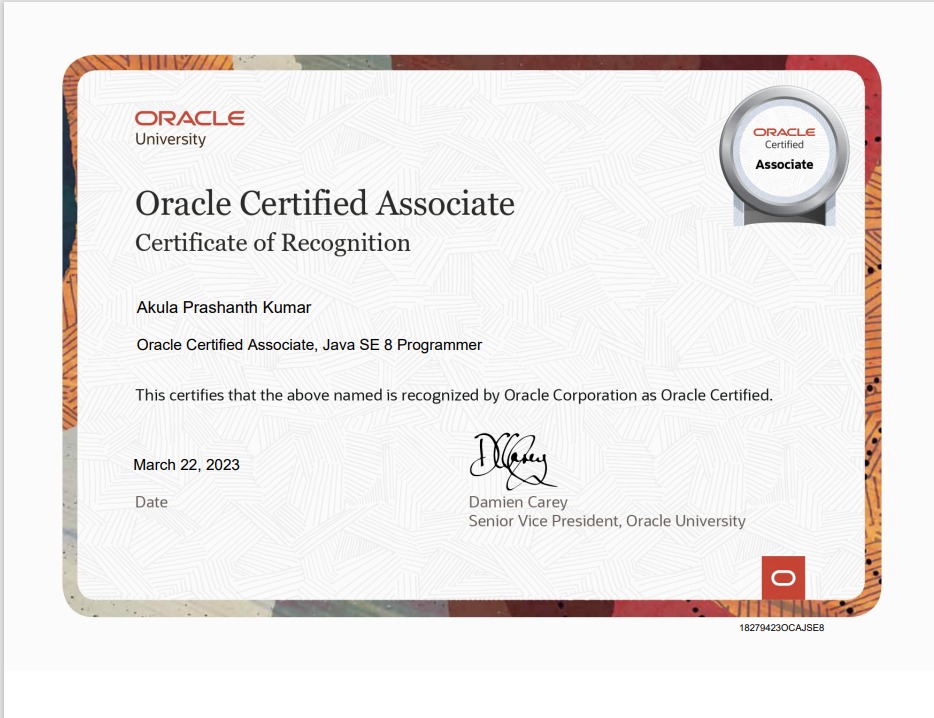 ORACLE
University
ORACLE
Certified
Associate
Oracle Certified Associate
Certificate of Recognition
Akula Prashanth Kumar
Oracle Certified Associate, Java SE 8 Programmer
This certifies that the above named is recognized by Oracle Corporation as Oracle Certified.
March 22, 2023
Date
DCarey
Damien Carey
Senior Vice President, Oracle University
18279423OCAJSE8